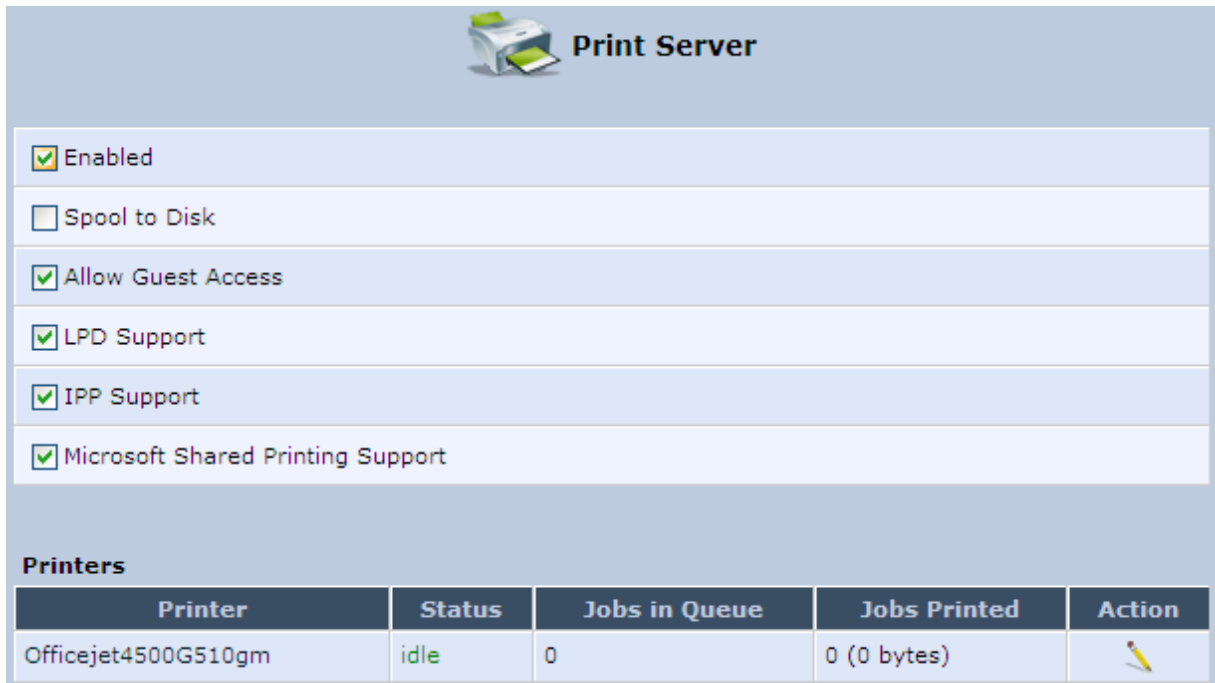 Print Server
Enabled
Spool to Disk
Allow Guest Access
LPD Support
IPP Support
Microsoft Shared Printing Support
Printers
Printer Status Jobs in Queue Jobs Printed Action
Officejet4500G510gm idle 0 0 (0 bytes)